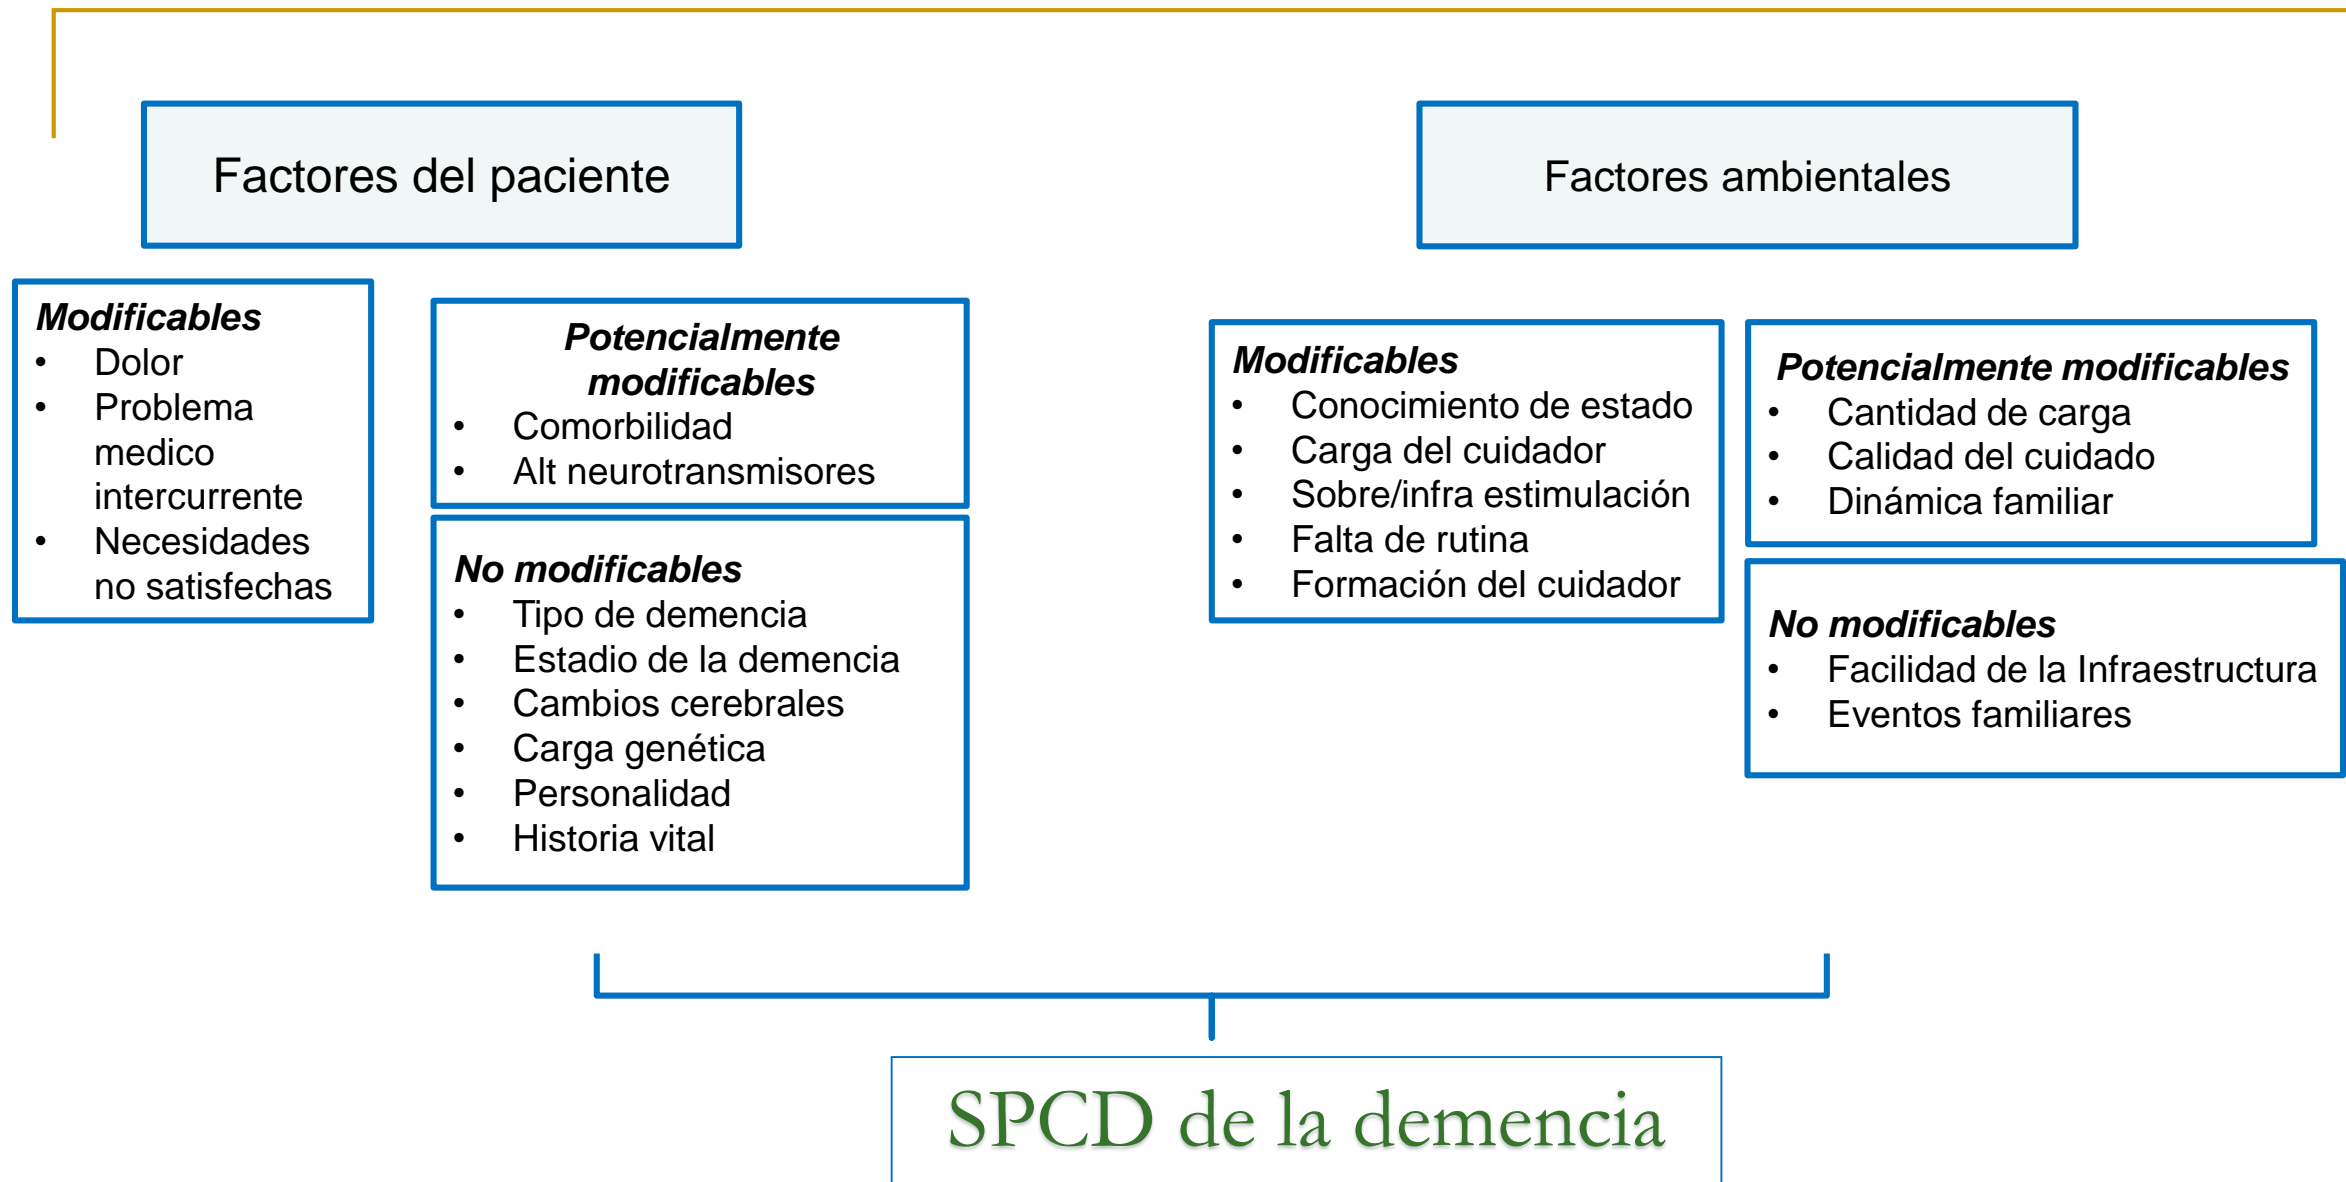 Factores del paciente
Factores ambientales
Modificables
• Dolor
• Problema
medico
intercurrente
• Necesidades
no satisfechas
Potencialmente
modificables
• Comorbilidad
• Alt neurotransmisores
No modificables
• Tipo de demencia
• Estadio de la demencia
• Cambios cerebrales
• Carga genética
• Personalidad
• Historia vital
Modificables
• Conocimiento de estado
• Carga del cuidador
• Sobre/infra estimulación
• Falta de rutina
• Formación del cuidador
Potencialmente modificables
• Cantidad de carga
• Calidad del cuidado
• Dinámica familiar
No modificables
• Facilidad de la Infraestructura
• Eventos familiares
SPCD de la demencia